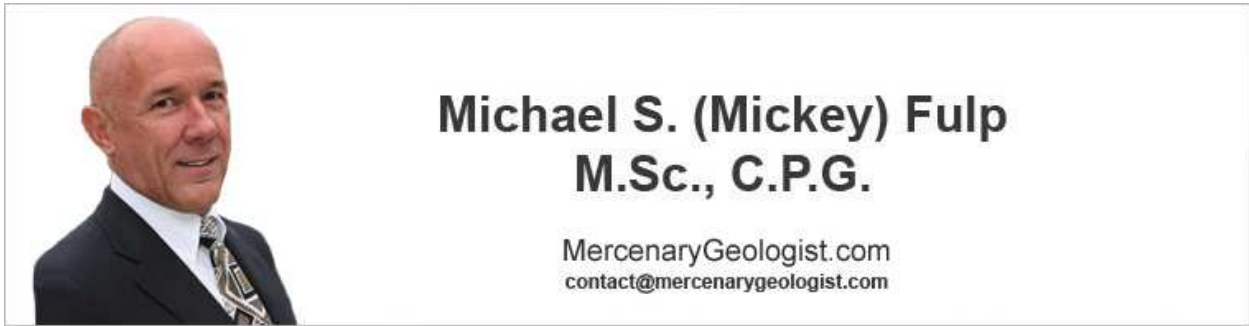 Michael S. (Mickey) Fulp
M.Sc., C.P.G.
MercenaryGeologist.com
contact@mercenarygeologist.com